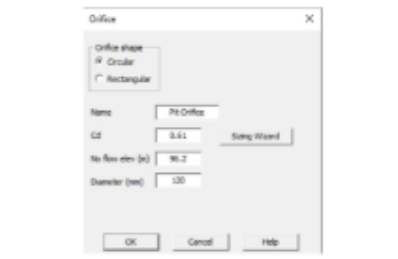 Orifice
Orifice shape
Circular
Rectangular
Name Pit Orifice
Cd 0.61 Sizing Wizard
No flow elev (m) 96.2
Diameter (mm) 120
OK Cancel Help